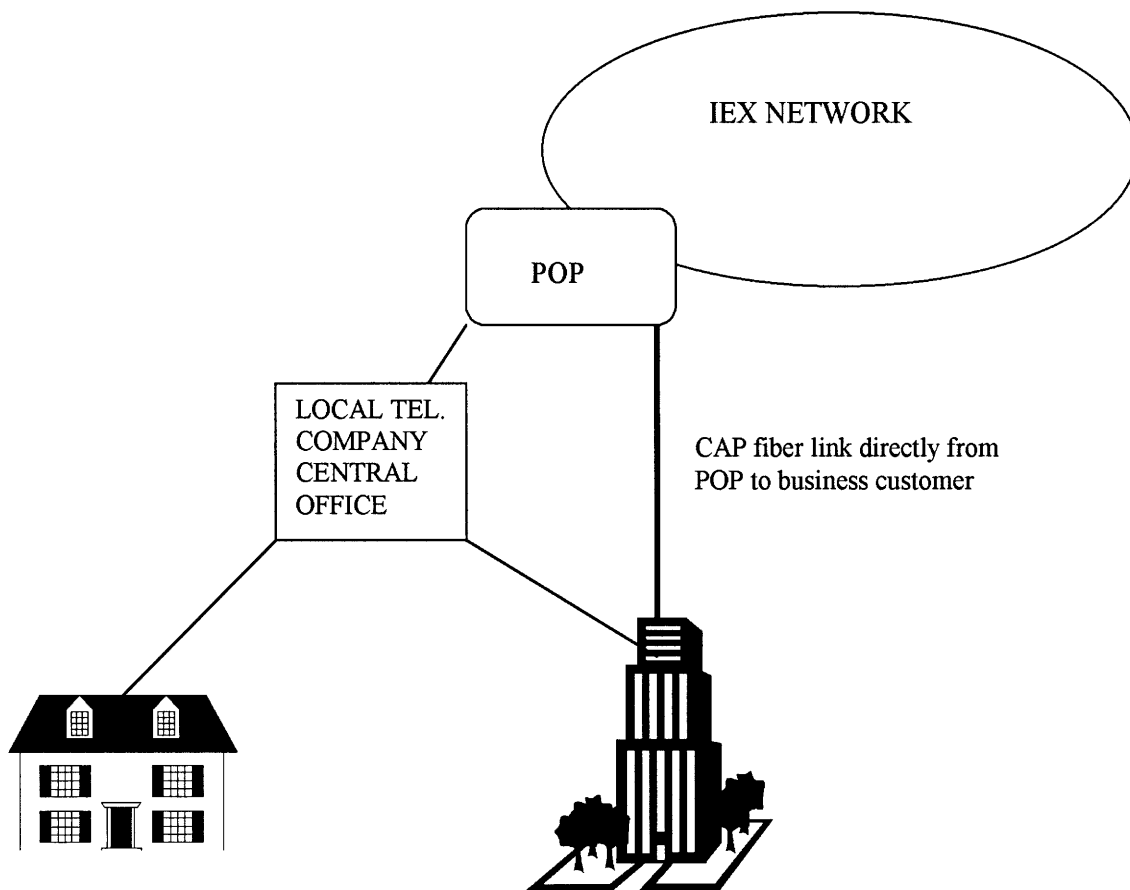 IEX NETWORK
POP
LOCAL TEL.
COMPANY
CENTRAL
OFFICE
CAP fiber link directly from
POP to business customer